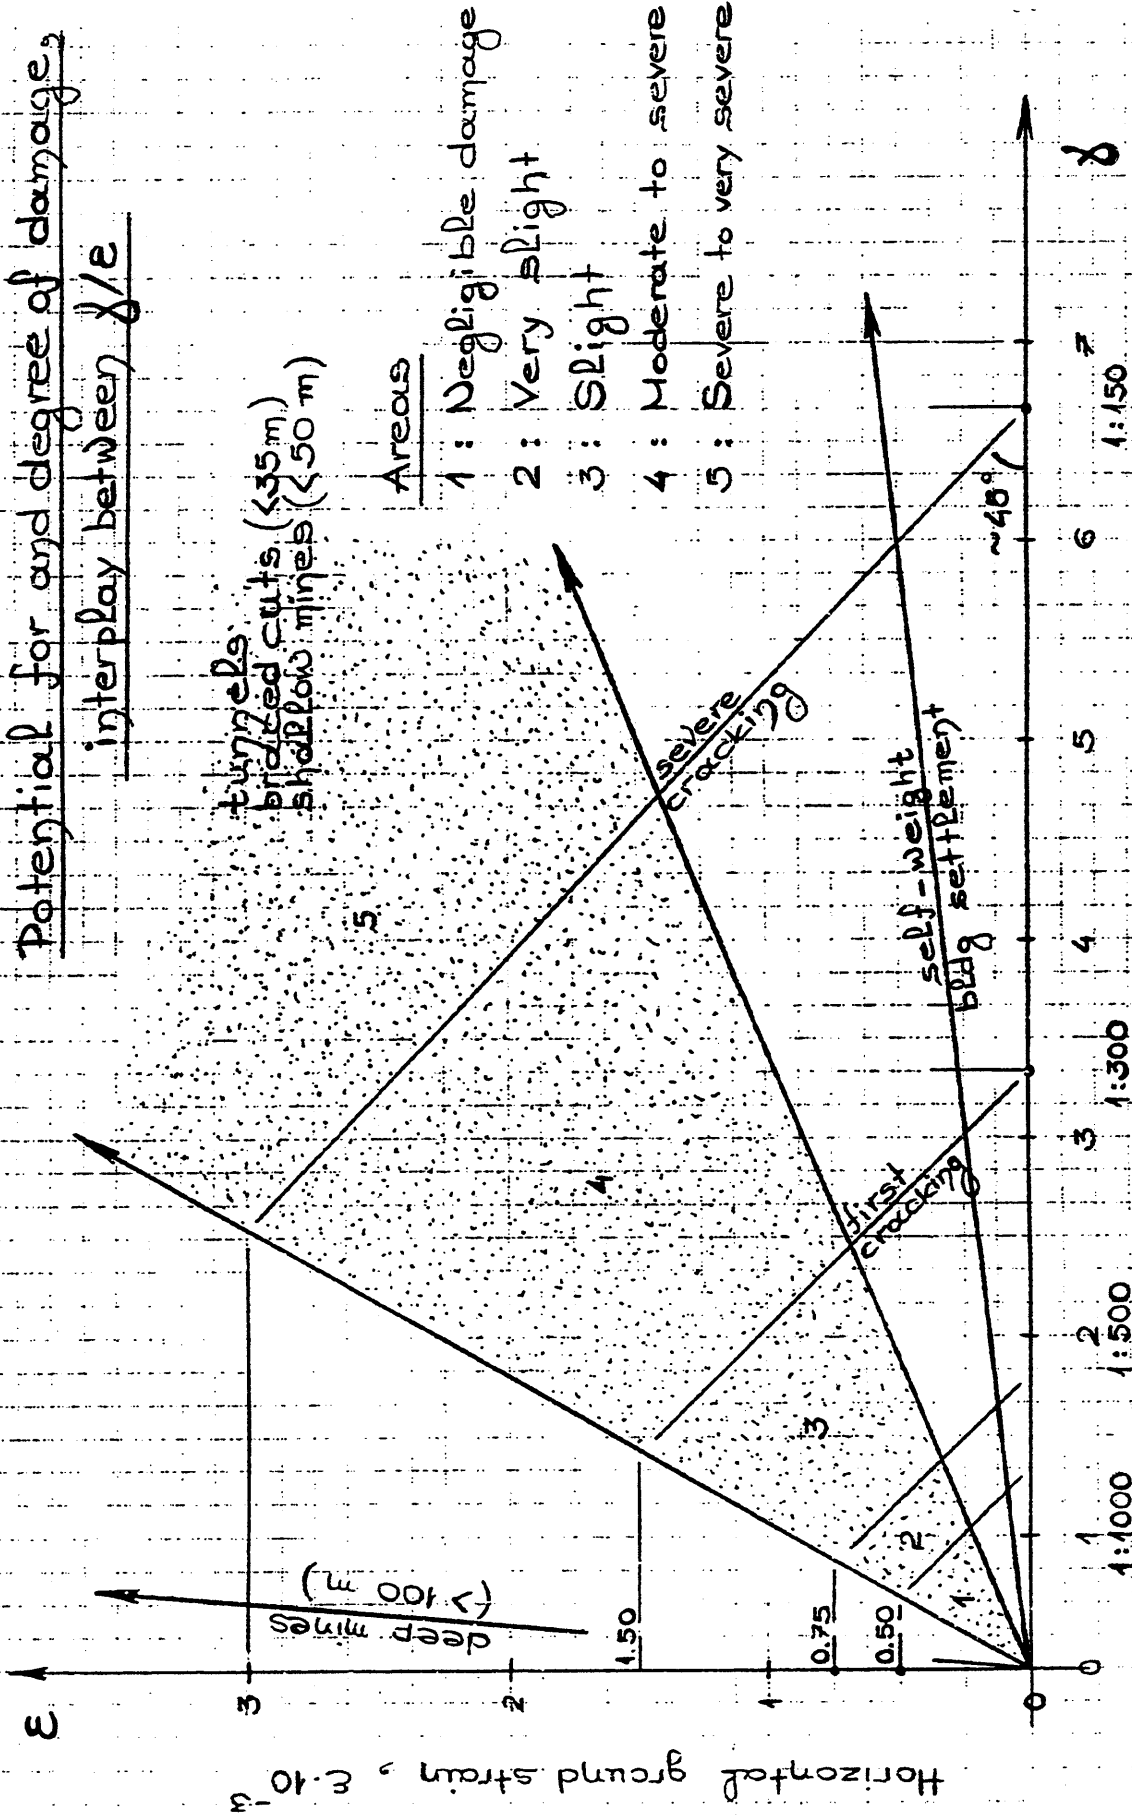 Potential for and degree of damage,
interplay between γ/ε
tunnels
braced cuts (<35m)
shallow mines (<50 m)
Areas
1 : Negligible damage
2 : Very slight
3 : Slight
4 : Moderate to severe
5 : Severe to very severe
ε
Horizontal ground strain, ε·10⁻³
3
2
1.50
1
0.75
0.50
0
deep mines
(>100 m)
5
4
3
2
1
severe
cracking
first
cracking
self-weight
bldg settlement
~48°
0
1
2
3
4
5
6
7
γ
1:1000
1:500
1:300
1:150